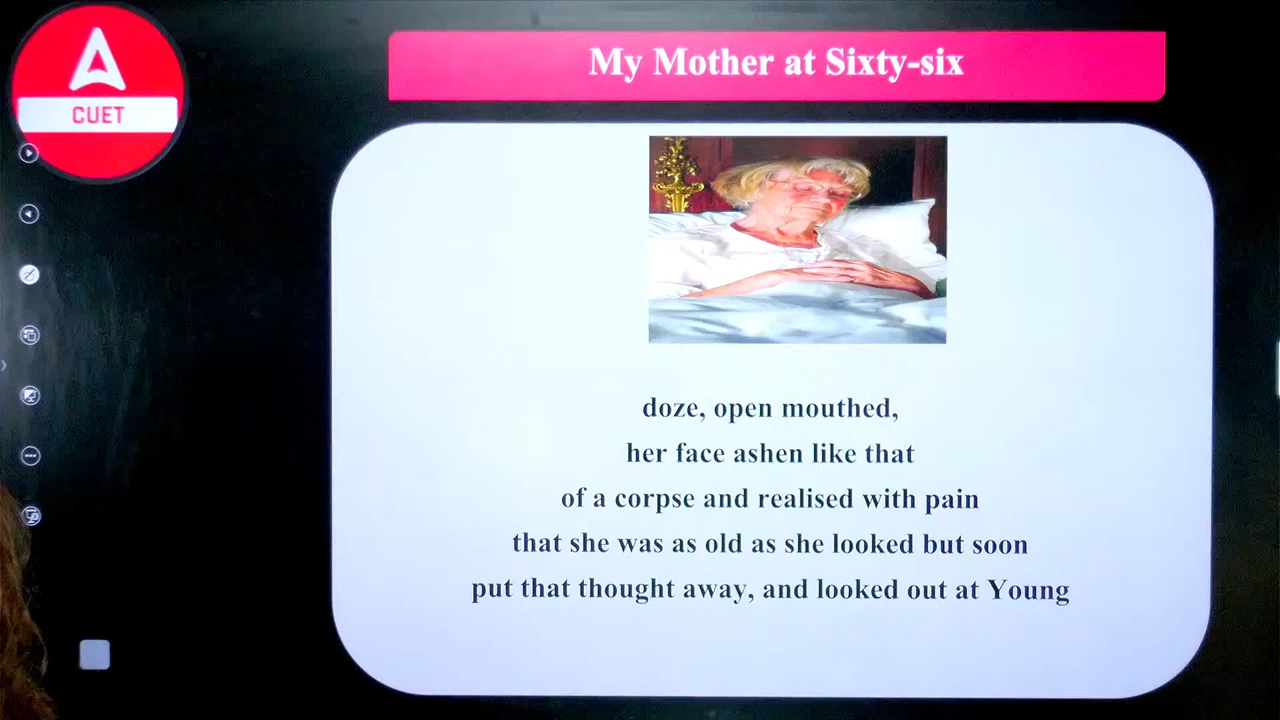 CUET
My Mother at Sixty-six
doze, open mouthed,
her face ashen like that
of a corpse and realised with pain
that she was as old as she looked but soon
put that thought away, and looked out at Young